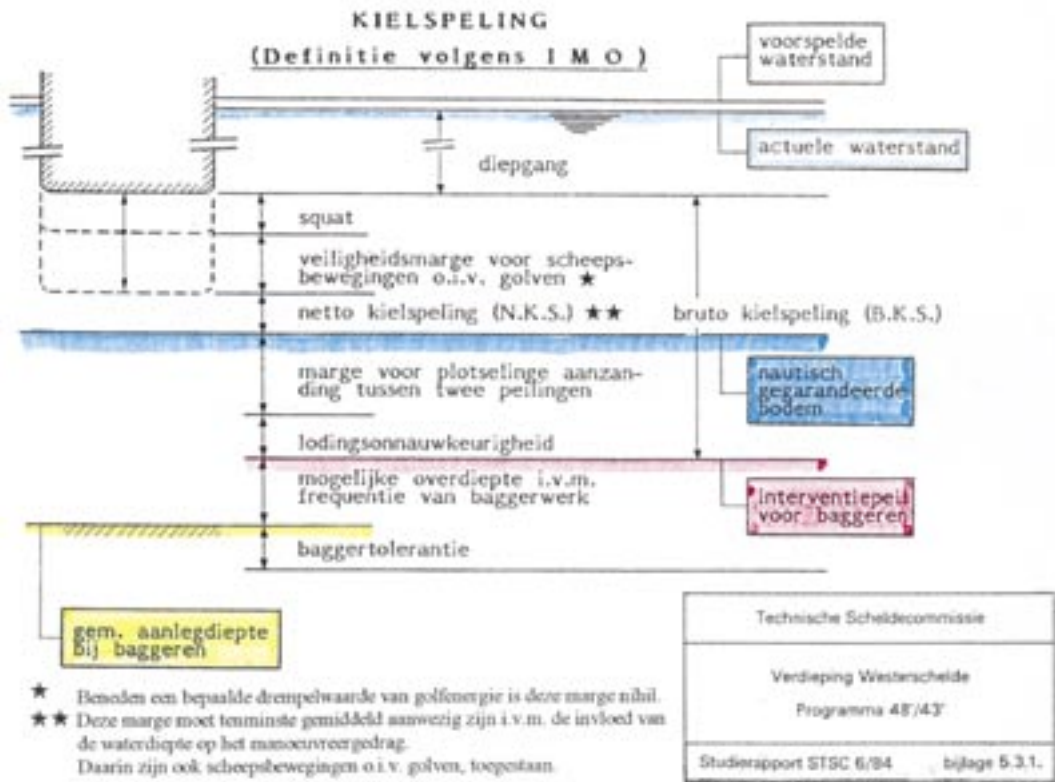 KIELSPELING
(Definitie volgens I M O )
voorspelde
waterstand
actuele waterstand
diepgang
squat
veiligheidsmarge voor scheeps-
bewegingen o.i.v. golven ★
netto kielspeling (N.K.S.) ★★
bruto kielspeling (B.K.S.)
nautisch
gegarandeerde
bodem
marge voor plotselinge aanzan-
ding tussen twee peilingen
lodingsonnauwkeurigheid
mogelijke overdiepte i.v.m.
frequentie van baggerwerk
interventiepeil
voor baggeren
baggertolerantie
gem. aanlegdiepte
bij baggeren
★ Beneden een bepaalde drempelwaarde van golfenergie is deze marge nihil.
★★ Deze marge moet tenminste gemiddeld aanwezig zijn i.v.m. de invloed van
de waterdiepte op het manoeuvreergedrag.
Daarin zijn ook scheepsbewegingen o.i.v. golven, toegestaan.
Technische Scheldecommissie
Verdieping Westerschelde
Programma 48'/43'
Studierapport STSC 6/84 bijlage 5.3.1.